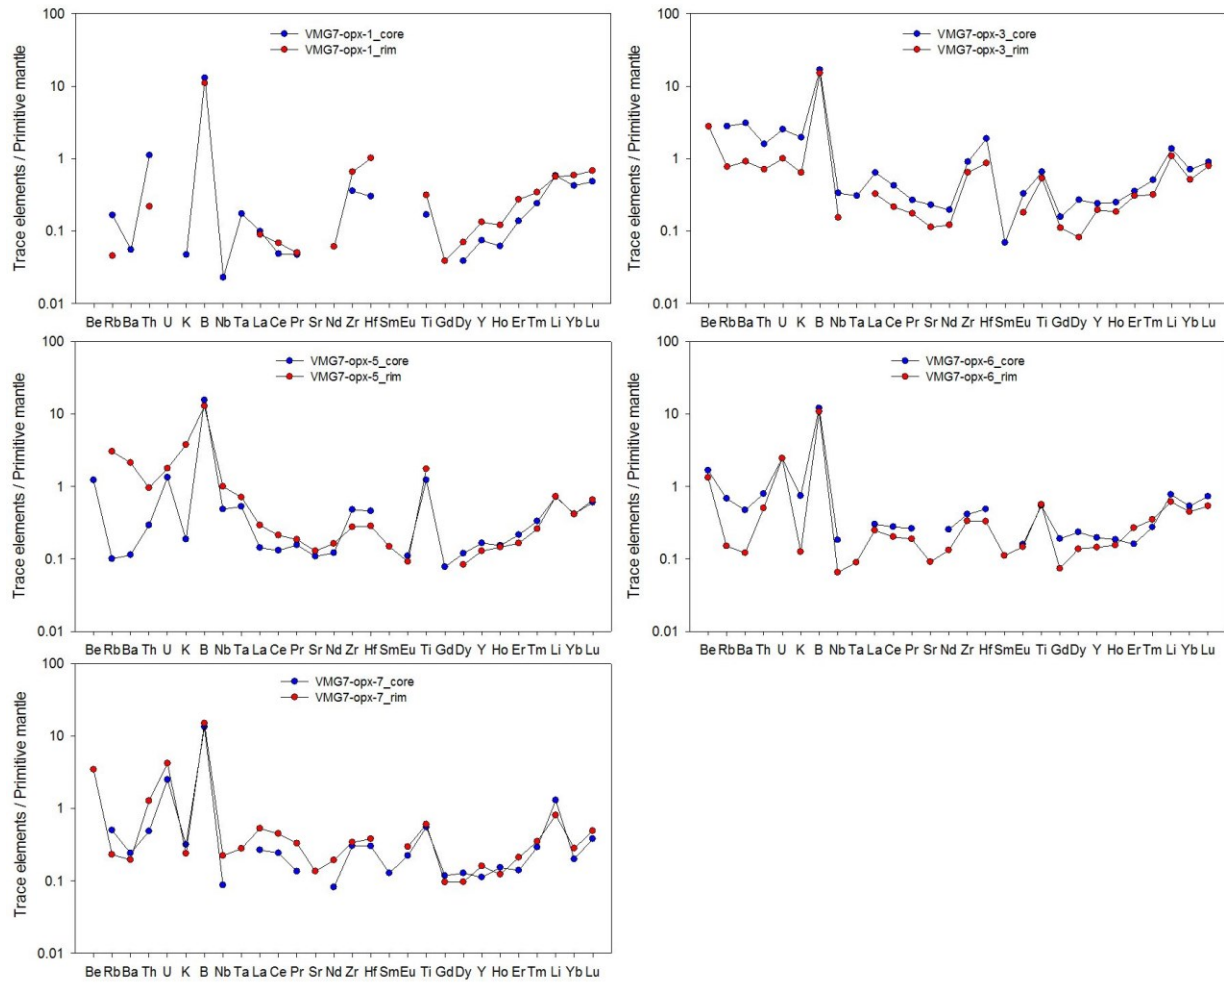 Trace elements / Primitive mantle
100
10
1
0.1
0.01
VMG7-opx-1_core
VMG7-opx-1_rim
Be Rb Ba Th U K B Nb Ta La Ce Pr Sr Nd Zr Hf Sm Eu Ti Gd Dy Y Ho Er Tm Li Yb Lu
Trace elements / Primitive mantle
100
10
1
0.1
0.01
VMG7-opx-3_core
VMG7-opx-3_rim
Be Rb Ba Th U K B Nb Ta La Ce Pr Sr Nd Zr Hf Sm Eu Ti Gd Dy Y Ho Er Tm Li Yb Lu
Trace elements / Primitive mantle
100
10
1
0.1
0.01
VMG7-opx-5_core
VMG7-opx-5_rim
Be Rb Ba Th U K B Nb Ta La Ce Pr Sr Nd Zr Hf Sm Eu Ti Gd Dy Y Ho Er Tm Li Yb Lu
Trace elements / Primitive mantle
100
10
1
0.1
0.01
VMG7-opx-6_core
VMG7-opx-6_rim
Be Rb Ba Th U K B Nb Ta La Ce Pr Sr Nd Zr Hf Sm Eu Ti Gd Dy Y Ho Er Tm Li Yb Lu
Trace elements / Primitive mantle
100
10
1
0.1
0.01
VMG7-opx-7_core
VMG7-opx-7_rim
Be Rb Ba Th U K B Nb Ta La Ce Pr Sr Nd Zr Hf Sm Eu Ti Gd Dy Y Ho Er Tm Li Yb Lu